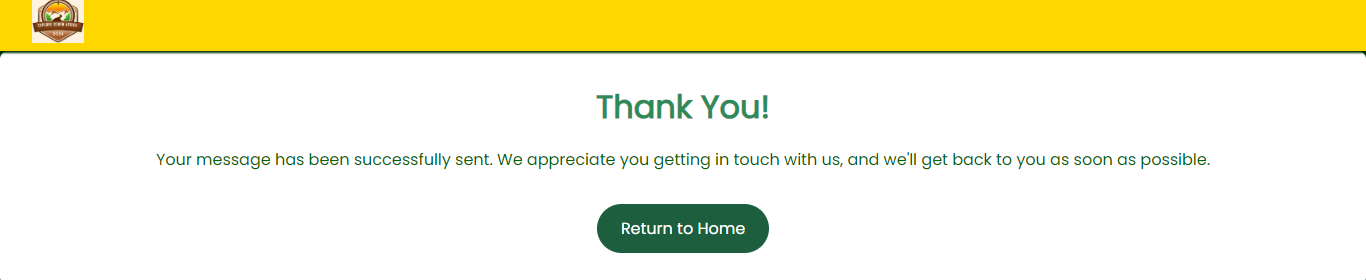 Thank You!
Your message has been successfully sent. We appreciate you getting in touch with us, and we'll get back to you as soon as possible.
Return to Home